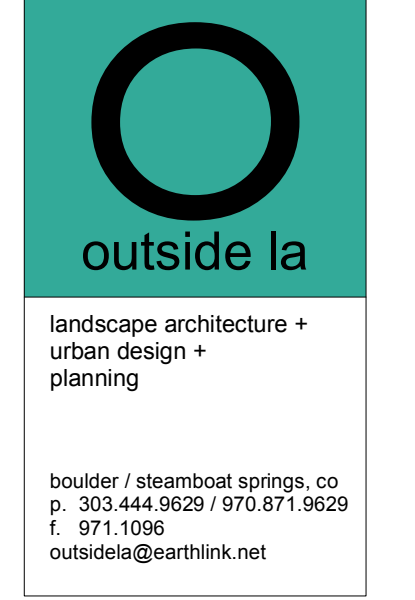 O
outside la
landscape architecture +
urban design +
planning
boulder / steamboat springs, co
p. 303.444.9629 / 970.871.9629
f. 971.1096
outsidela@earthlink.net